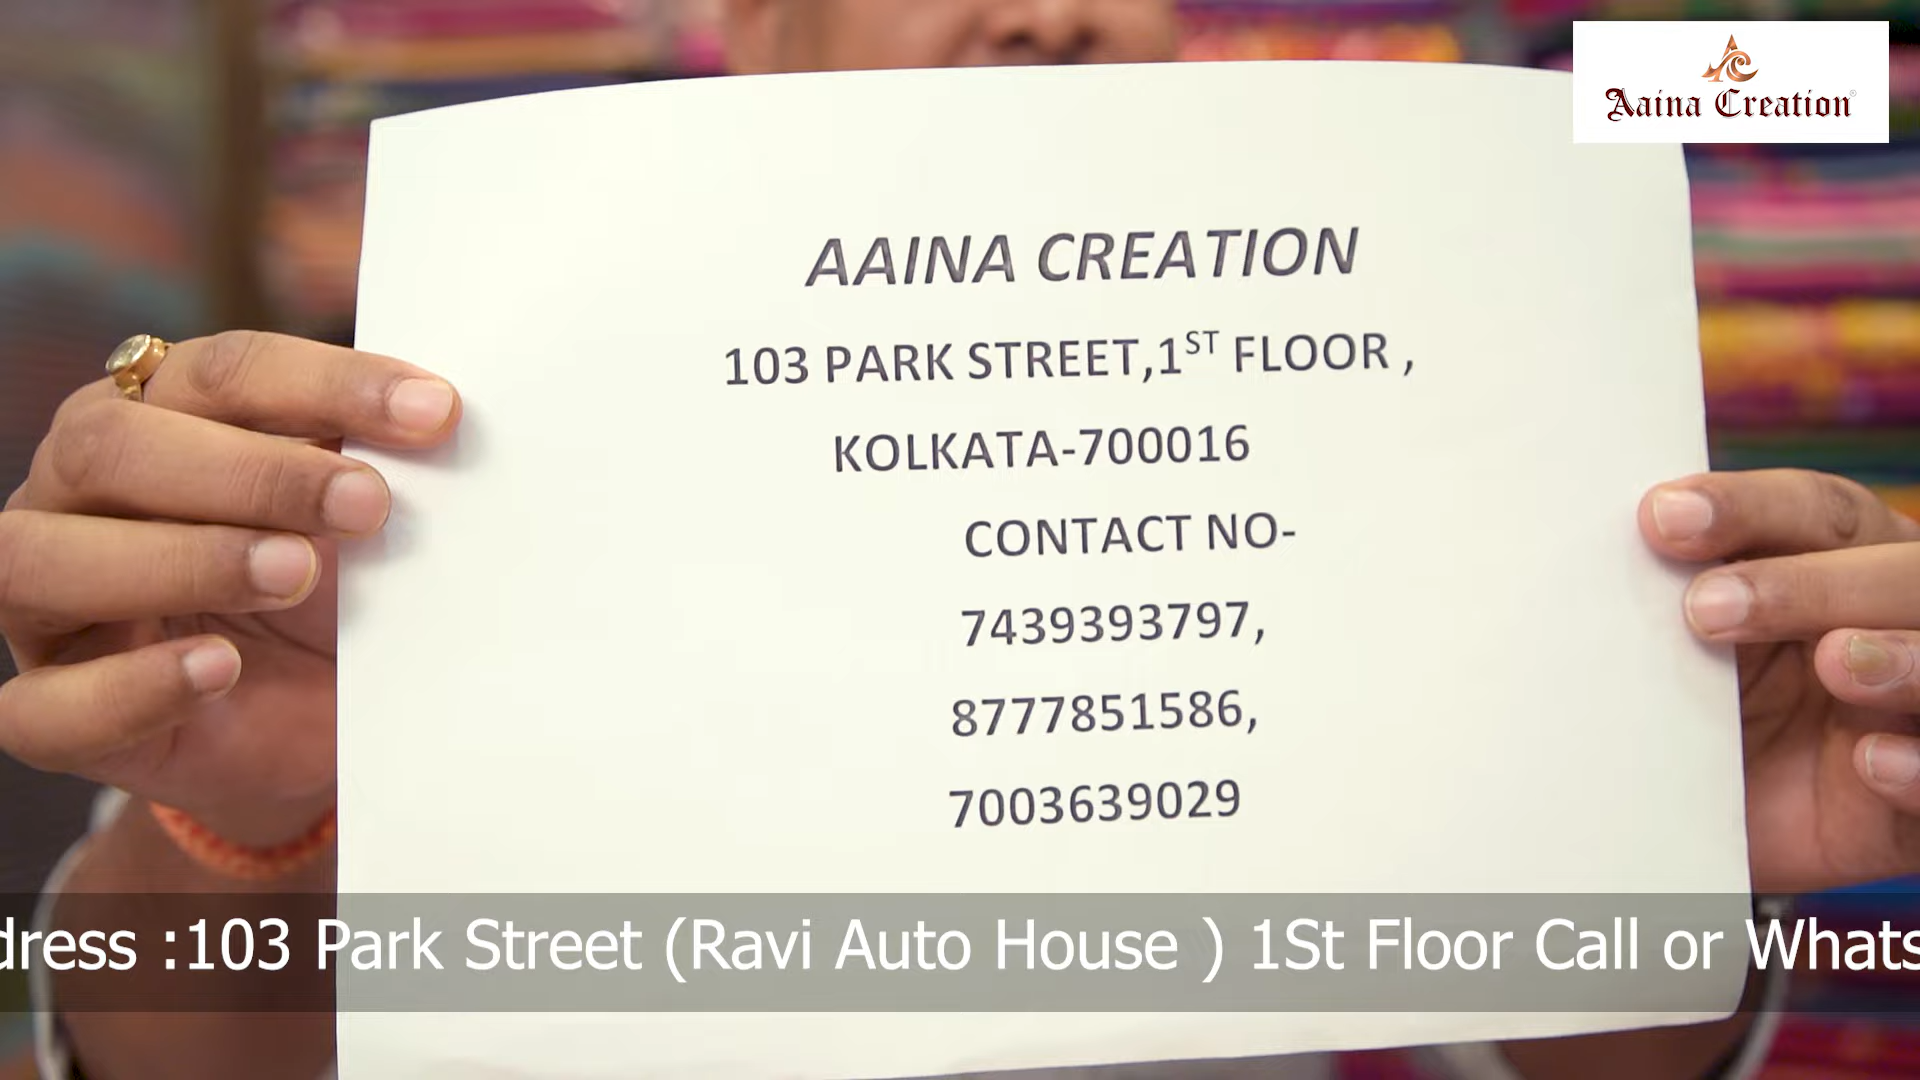 Aaina Creation
AAINA CREATION
103 PARK STREET,1ST FLOOR ,
KOLKATA-700016
CONTACT NO-
7439393797,
8777851586,
7003639029
dress :103 Park Street (Ravi Auto House ) 1St Floor Call or Whats